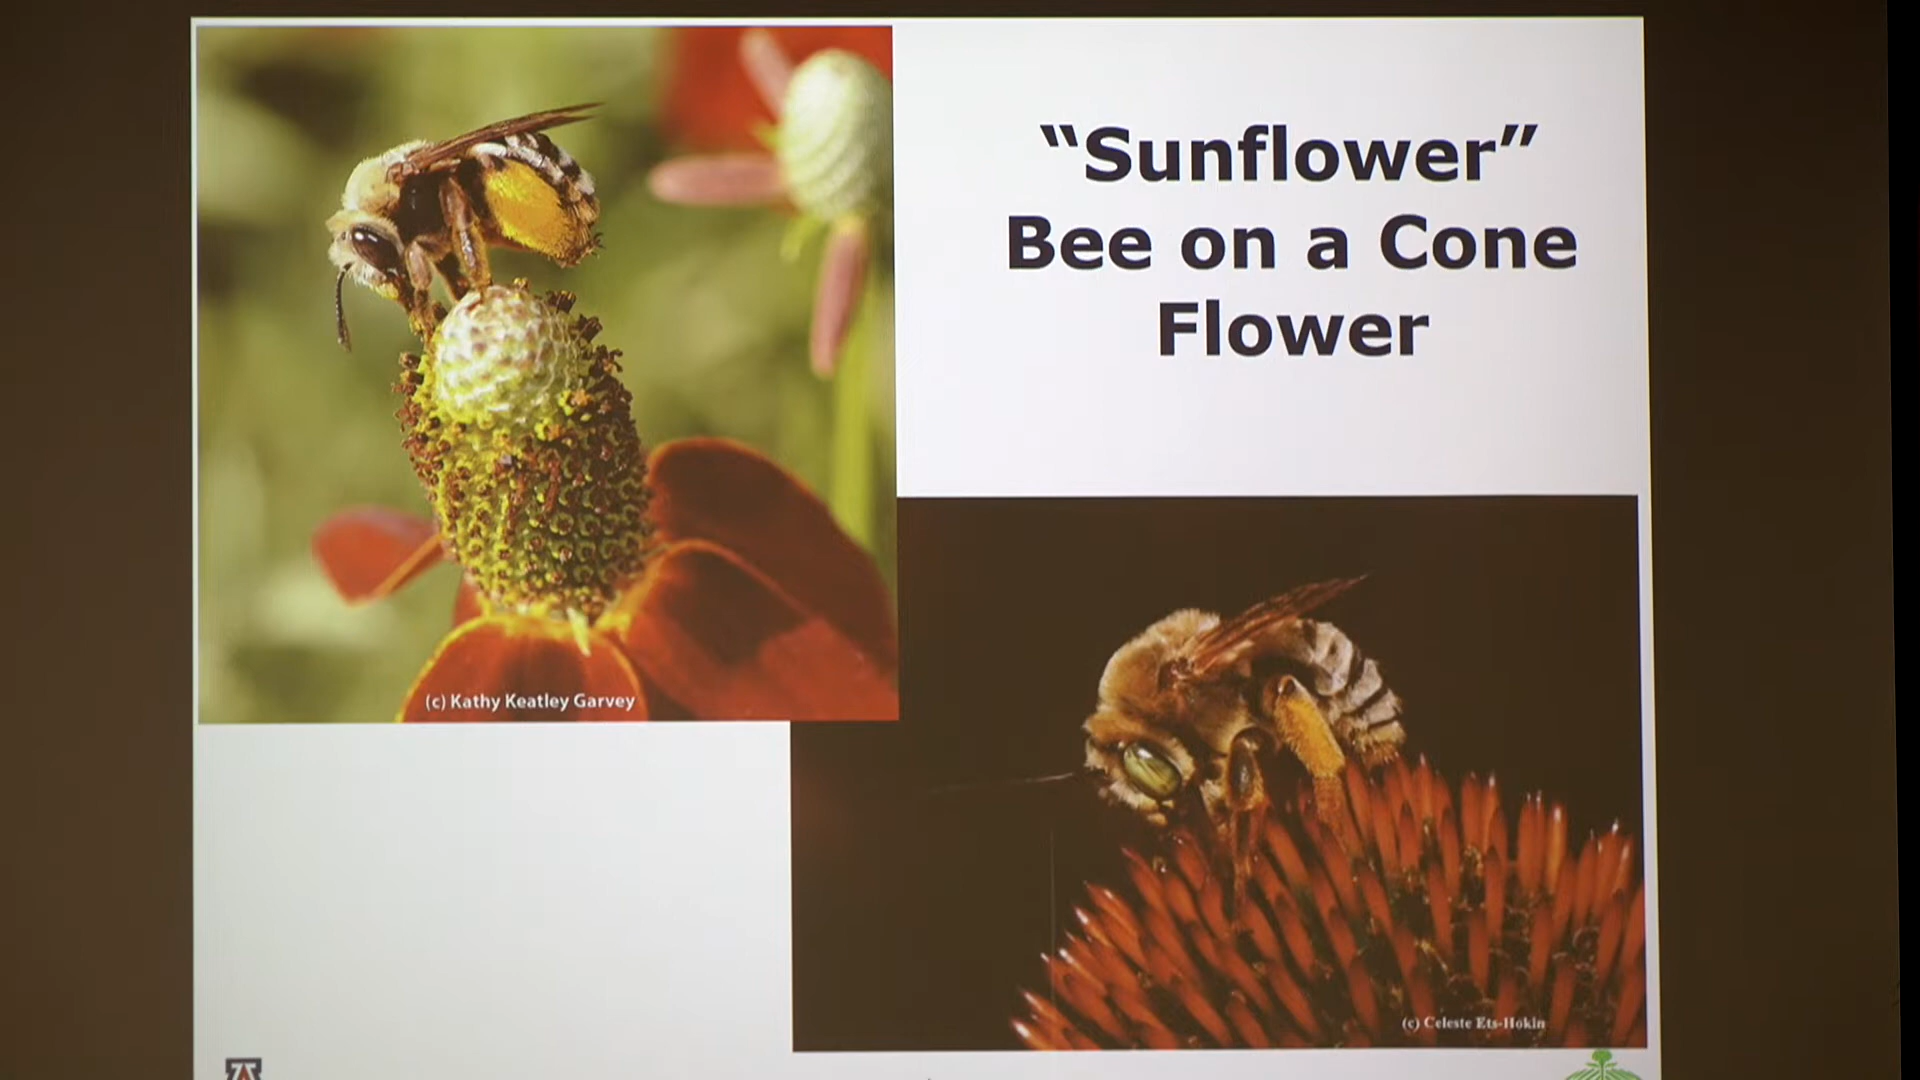 “Sunflower”
Bee on a Cone
Flower
(c) Kathy Keatley Garvey
(c) Celeste Ets-Hokin